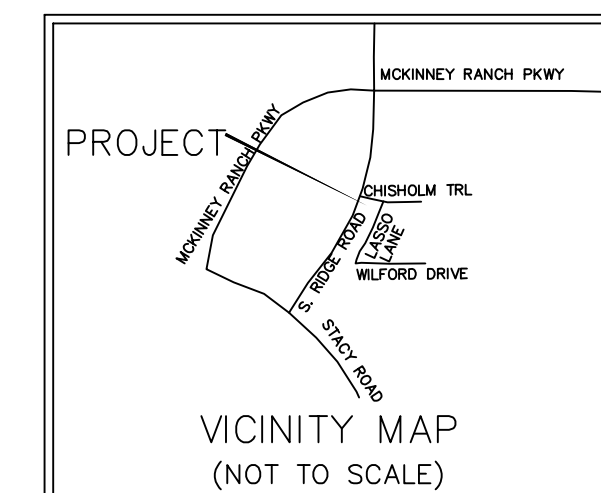 MCKINNEY RANCH PKWY
PROJECT
MCKINNEY RANCH PKWY
CHISHOLM TRL
LASSO
LANE
S. RIDGE ROAD
WILFORD DRIVE
STACY ROAD
VICINITY MAP
(NOT TO SCALE)